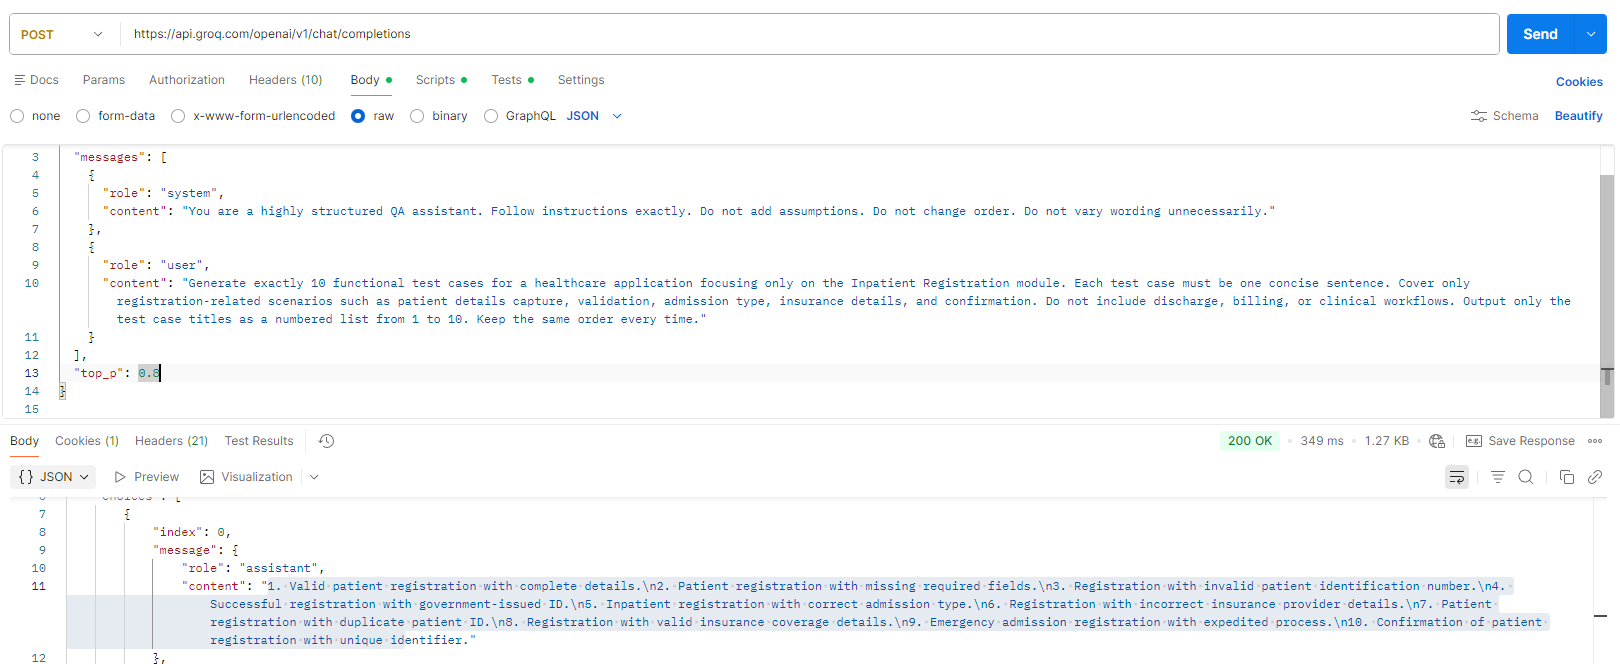 POST https://api.groq.com/openai/v1/chat/completions Send
Docs Params Authorization Headers (10) Body Scripts Tests Settings Cookies
none form-data x-www-form-urlencoded raw binary GraphQL JSON Schema Beautify
3 "messages": [
4 {
5 "role": "system",
6 "content": "You are a highly structured QA assistant. Follow instructions exactly. Do not add assumptions. Do not change order. Do not vary wording unnecessarily."
7 },
8 {
9 "role": "user",
10 "content": "Generate exactly 10 functional test cases for a healthcare application focusing only on the Inpatient Registration module. Each test case must be one concise sentence. Cover only
registration-related scenarios such as patient details capture, validation, admission type, insurance details, and confirmation. Do not include discharge, billing, or clinical workflows. Output only the
test case titles as a numbered list from 1 to 10. Keep the same order every time."
11 }
12 ],
13 "top_p": 0.8
14 }
15
Body Cookies (1) Headers (21) Test Results 200 OK • 349 ms • 1.27 KB • e.g. Save Response
{} JSON Preview Visualization
6 "choices": [
7 {
8 "index": 0,
9 "message": {
10 "role": "assistant",
11 "content": "1. Valid patient registration with complete details.\n2. Patient registration with missing required fields.\n3. Registration with invalid patient identification number.\n4.
Successful registration with government-issued ID.\n5. Inpatient registration with correct admission type.\n6. Registration with incorrect insurance provider details.\n7. Patient
registration with duplicate patient ID.\n8. Registration with valid insurance coverage details.\n9. Emergency admission registration with expedited process.\n10. Confirmation of patient
registration with unique identifier."
12 },